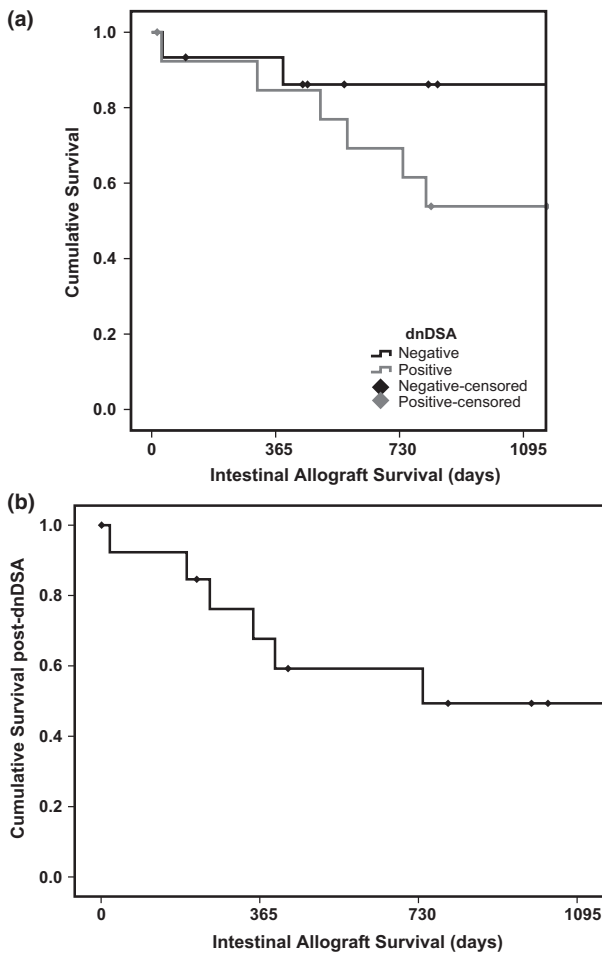 (a)
1.0
0.8
0.6
0.4
0.2
0.0
Cumulative Survival
dnDSA
Negative
Positive
Negative-censored
Positive-censored
0 365 730 1095
Intestinal Allograft Survival (days)
(b)
1.0
0.8
0.6
0.4
0.2
0.0
Cumulative Survival post-dnDSA
0 365 730 1095
Intestinal Allograft Survival (days)